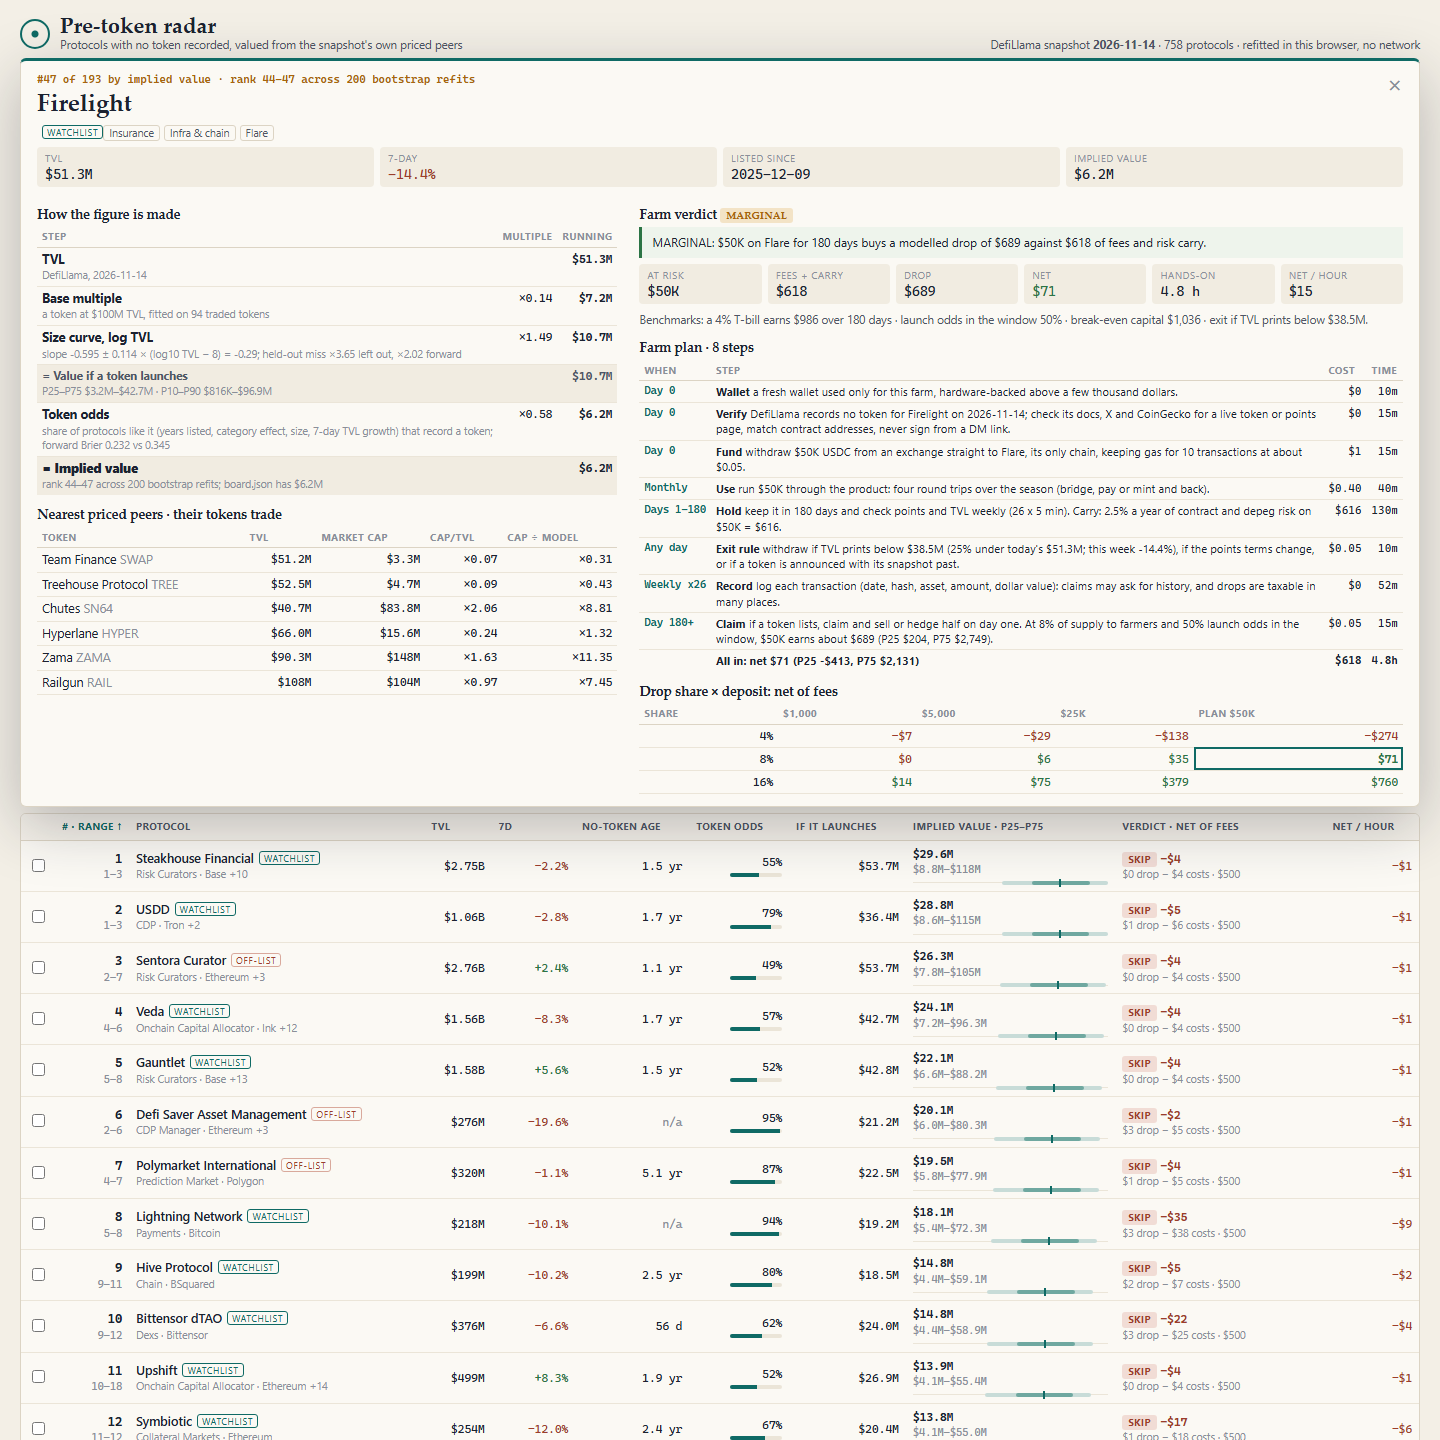 Pre-token radar
Protocols with no token recorded, valued from the snapshot's own priced peers
DefiLlama snapshot 2026-11-14 · 758 protocols · refitted in this browser, no network
#47 of 193 by implied value · rank 44–47 across 200 bootstrap refits
×
Firelight
WATCHLIST Insurance Infra & chain Flare
TVL 7-DAY LISTED SINCE IMPLIED VALUE
$51.3M −14.4% 2025-12-09 $6.2M
How the figure is made
STEP MULTIPLE RUNNING
TVL $51.3M
DefiLlama, 2026-11-14
Base multiple ×0.14 $7.2M
a token at $100M TVL, fitted on 94 traded tokens
Size curve, log TVL ×1.49 $10.7M
slope -0.595 ± 0.114 × (log10 TVL − 8) = -0.29; held-out miss ×3.65 left out, ×2.02 forward
= Value if a token launches $10.7M
P25–P75 $3.2M–$42.7M · P10–P90 $816K–$96.9M
Token odds ×0.58 $6.2M
share of protocols like it (years listed, category effect, size, 7-day TVL growth) that record a token;
forward Brier 0.232 vs 0.345
= Implied value $6.2M
rank 44–47 across 200 bootstrap refits; board.json has $6.2M
Nearest priced peers · their tokens trade
TOKEN TVL MARKET CAP CAP/TVL CAP ÷ MODEL
Team Finance SWAP $51.2M $3.3M ×0.07 ×0.31
Treehouse Protocol TREE $52.5M $4.7M ×0.09 ×0.43
Chutes SN64 $40.7M $83.8M ×2.06 ×8.81
Hyperlane HYPER $66.0M $15.6M ×0.24 ×1.32
Zama ZAMA $90.3M $148M ×1.63 ×11.35
Railgun RAIL $108M $104M ×0.97 ×7.45
Farm verdict MARGINAL
MARGINAL: $50K on Flare for 180 days buys a modelled drop of $689 against $618 of fees and risk carry.
AT RISK FEES + CARRY DROP NET HANDS-ON NET / HOUR
$50K $618 $689 $71 4.8 h $15
Benchmarks: a 4% T-bill earns $986 over 180 days · launch odds in the window 50% · break-even capital $1,036 · exit if TVL prints below $38.5M.
Farm plan · 8 steps
WHEN STEP COST TIME
Day 0 Wallet a fresh wallet used only for this farm, hardware-backed above a few thousand dollars. $0 10m
Day 0 Verify DefiLlama records no token for Firelight on 2026-11-14; check its docs, X and CoinGecko for a live token or points $0 15m
page, match contract addresses, never sign from a DM link.
Day 0 Fund withdraw $50K USDC from an exchange straight to Flare, its only chain, keeping gas for 10 transactions at about $1 15m
$0.05.
Monthly Use run $50K through the product: four round trips over the season (bridge, pay or mint and back). $0.40 40m
Days 1–180 Hold keep it in 180 days and check points and TVL weekly (26 x 5 min). Carry: 2.5% a year of contract and depeg risk on $616 130m
$50K = $616.
Any day Exit rule withdraw if TVL prints below $38.5M (25% under today's $51.3M; this week -14.4%), if the points terms change, $0.05 10m
or if a token is announced with its snapshot past.
Weekly x26 Record log each transaction (date, hash, asset, amount, dollar value): claims may ask for history, and drops are taxable in $0 52m
many places.
Day 180+ Claim if a token lists, claim and sell or hedge half on day one. At 8% of supply to farmers and 50% launch odds in the $0.05 15m
window, $50K earns about $689 (P25 $204, P75 $2,749).
All in: net $71 (P25 -$413, P75 $2,131) $618 4.8h
Drop share × deposit: net of fees
SHARE $1,000 $5,000 $25K PLAN $50K
4% −$7 −$29 −$138 −$274
8% $0 $6 $35 $71
16% $14 $75 $379 $760
# · RANGE ↑ PROTOCOL TVL 7D NO-TOKEN AGE TOKEN ODDS IF IT LAUNCHES IMPLIED VALUE · P25–P75 VERDICT · NET OF FEES NET / HOUR
1 Steakhouse Financial WATCHLIST $2.75B −2.2% 1.5 yr 55% $53.7M $29.6M SKIP −$4 −$1
1–3 Risk Curators · Base +10 $8.8M–$118M $0 drop − $4 costs · $500
2 USDD WATCHLIST $1.06B −2.8% 1.7 yr 79% $36.4M $28.8M SKIP −$5 −$1
1–3 CDP · Tron +2 $8.6M–$115M $1 drop − $6 costs · $500
3 Sentora Curator OFF-LIST $2.76B +2.4% 1.1 yr 49% $53.7M $26.3M SKIP −$4 −$1
2–7 Risk Curators · Ethereum +3 $7.8M–$105M $0 drop − $4 costs · $500
4 Veda WATCHLIST $1.56B −8.3% 1.7 yr 57% $42.7M $24.1M SKIP −$4 −$1
4–6 Onchain Capital Allocator · Ink +12 $7.2M–$96.3M $0 drop − $4 costs · $500
5 Gauntlet WATCHLIST $1.58B +5.6% 1.5 yr 52% $42.8M $22.1M SKIP −$4 −$1
5–8 Risk Curators · Base +13 $6.6M–$88.2M $0 drop − $4 costs · $500
6 Defi Saver Asset Management OFF-LIST $276M −19.6% n/a 95% $21.2M $20.1M SKIP −$2 −$1
2–6 CDP Manager · Ethereum +3 $6.0M–$80.3M $3 drop − $5 costs · $500
7 Polymarket International OFF-LIST $320M −1.1% 5.1 yr 87% $22.5M $19.5M SKIP −$4 −$1
4–7 Prediction Market · Polygon $5.8M–$77.9M $1 drop − $5 costs · $500
8 Lightning Network WATCHLIST $218M −10.1% n/a 94% $19.2M $18.1M SKIP −$35 −$9
5–8 Payments · Bitcoin $5.4M–$72.3M $3 drop − $38 costs · $500
9 Hive Protocol WATCHLIST $199M −10.2% 2.5 yr 80% $18.5M $14.8M SKIP −$5 −$2
9–11 Chain · BSquared $4.4M–$59.1M $2 drop − $7 costs · $500
10 Bittensor dTAO WATCHLIST $376M −6.6% 56 d 62% $24.0M $14.8M SKIP −$22 −$4
9–12 Dexs · Bittensor $4.4M–$58.9M $3 drop − $25 costs · $500
11 Upshift WATCHLIST $499M +8.3% 1.9 yr 52% $26.9M $13.9M SKIP −$4 −$1
10–18 Onchain Capital Allocator · Ethereum +14 $4.1M–$55.4M $0 drop − $4 costs · $500
12 Symbiotic WATCHLIST $254M −12.0% 2.4 yr 67% $20.4M $13.8M SKIP −$17 −$6
11–12 Collateral Markets · Ethereum $4.1M–$55.0M $1 drop − $18 costs · $500